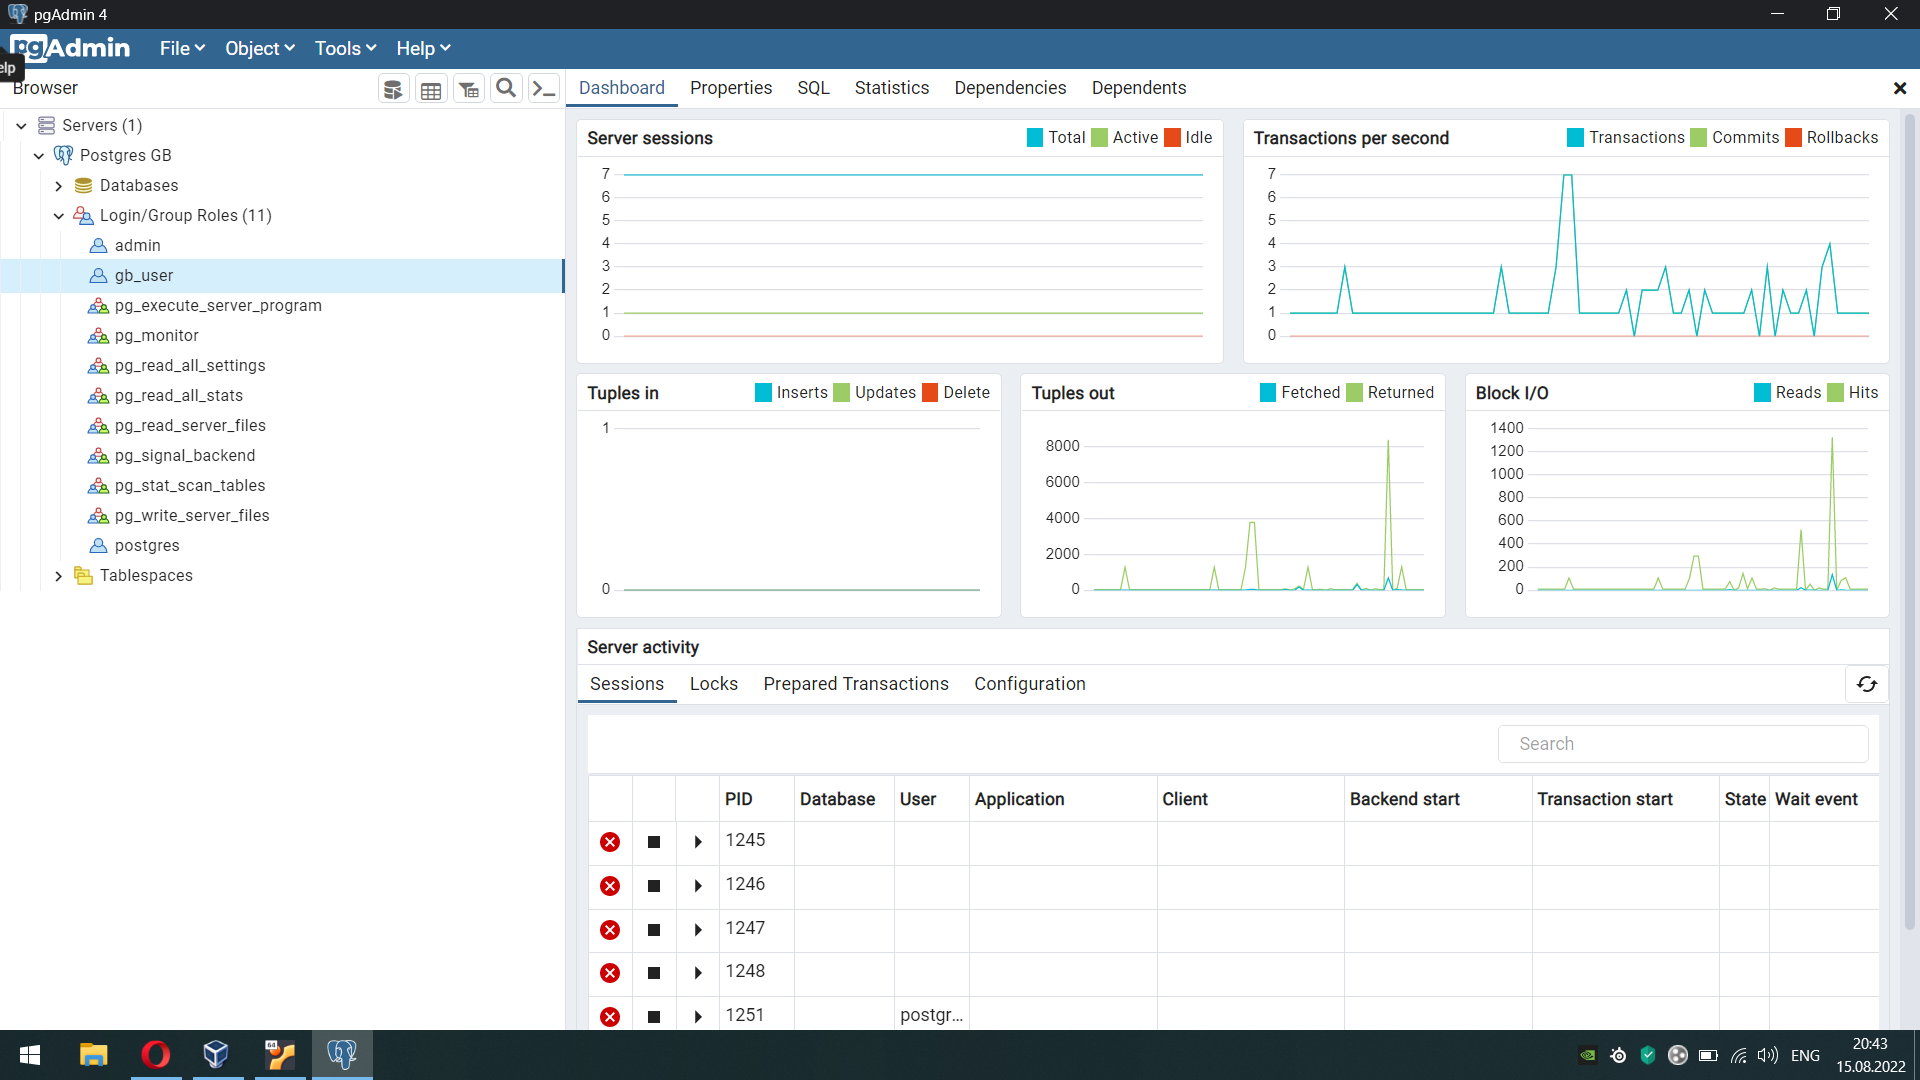 pgAdmin 4
pgAdmin File Object Tools Help
elp
Browser
Dashboard Properties SQL Statistics Dependencies Dependents
Servers (1)
Postgres GB
Databases
Login/Group Roles (11)
admin
gb_user
pg_execute_server_program
pg_monitor
pg_read_all_settings
pg_read_all_stats
pg_read_server_files
pg_signal_backend
pg_stat_scan_tables
pg_write_server_files
postgres
Tablespaces
Server sessions Total Active Idle
7
6
5
4
3
2
1
0
Transactions per second Transactions Commits Rollbacks
7
6
5
4
3
2
1
0
Tuples in Inserts Updates Delete
1
0
Tuples out Fetched Returned
8000
6000
4000
2000
0
Block I/O Reads Hits
1400
1200
1000
800
600
400
200
0
Server activity
Sessions Locks Prepared Transactions Configuration
Search
PID Database User Application Client Backend start Transaction start State Wait event
1245
1246
1247
1248
1251 postgr...
64
ENG
20:43
15.08.2022